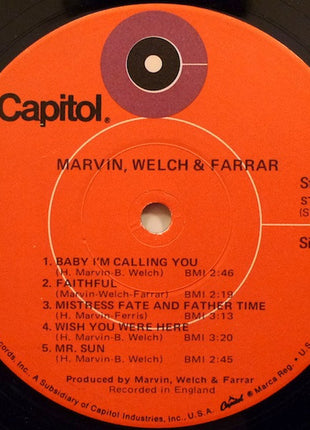 Capitol®
MARVIN, WELCH & FARRAR
1. BABY I'M CALLING YOU
(H. Marvin-B. Welch) BMI 2:46
2. FAITHFUL
(Marvin-Welch-Farrar) BMI 2:19
3. MISTRESS FATE AND FATHER TIME
(H. Marvin-Ferris) BMI 3:13
4. WISH YOU WERE HERE
(H. Marvin-B. Welch) BMI 3:20
5. MR. SUN
(H. Marvin-B. Welch) BMI 2:45
Produced by Marvin, Welch & Farrar
Recorded in England
A Subsidiary of Capitol Industries, Inc., U.S.A. Capitol ® Marca Reg. • U.S.